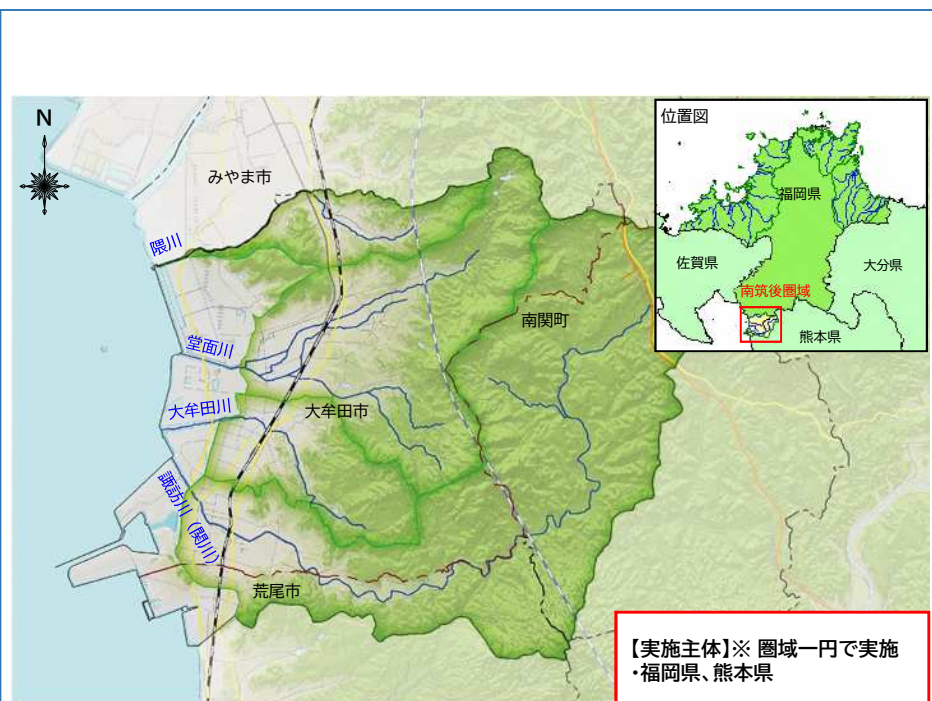 N
みやま市
隈川
堂面川
大牟田川
大牟田市
諏訪川（関川）
荒尾市
南関町
位置図
福岡県
佐賀県
大分県
南筑後圏域
熊本県
【実施主体】※ 圏域一円で実施
・福岡県、熊本県